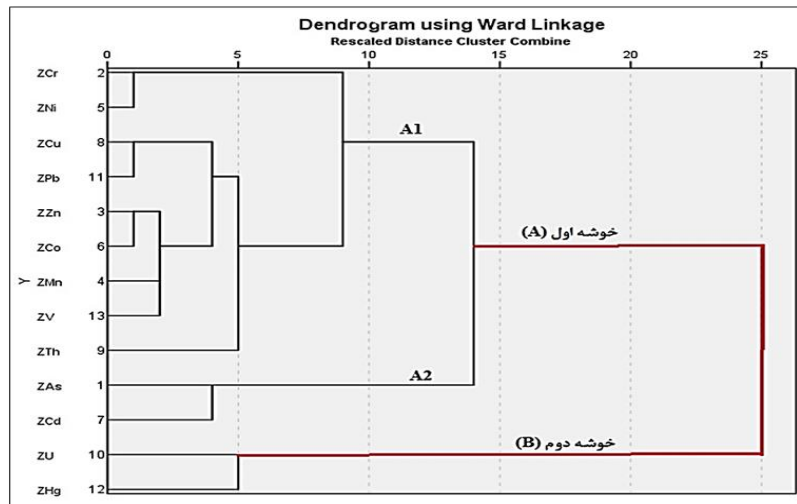 Dendrogram using Ward Linkage
Rescaled Distance Cluster Combine
0 5 10 15 20 25
ZCr 2
A1
ZNi 5
ZCu 8
ZPb 11
ZZn 3
خوشه اول (A)
ZCo 6
Y
ZMn 4
ZV 13
ZTh 9
A2
ZAs 1
ZCd 7
خوشه دوم (B)
ZU 10
ZHg 12